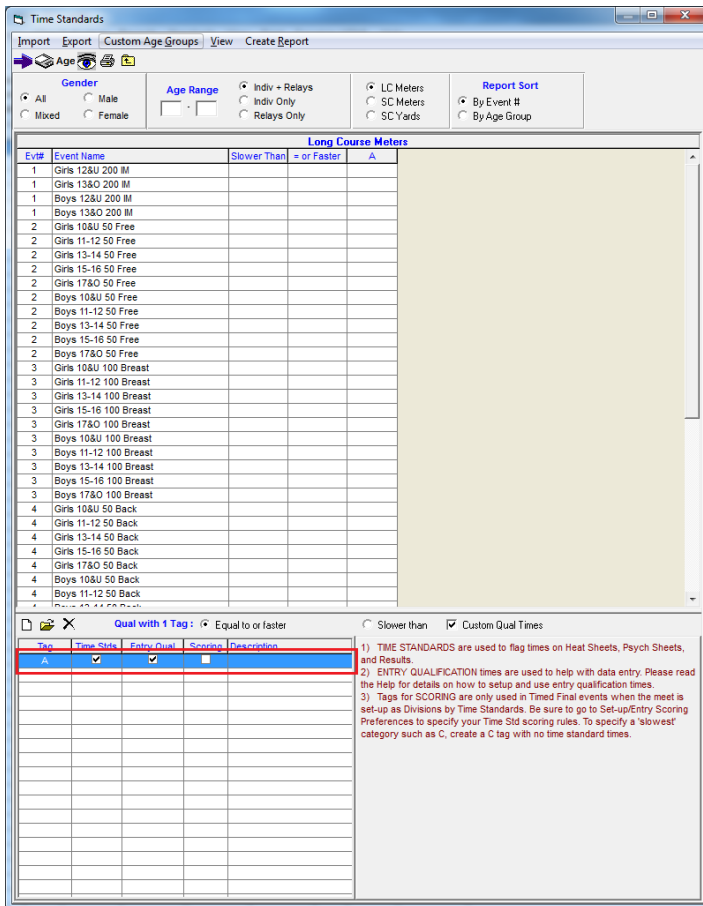 Time Standards
Import Export Custom Age Groups View Create Report
Age
Gender
All Male
Mixed Female
Age Range
-
Indiv + Relays
Indiv Only
Relays Only
LC Meters
SC Meters
SC Yards
Report Sort
By Event #
By Age Group
Long Course Meters
Evt# Event Name Slower Than = or Faster A
1 Girls 12&U 200 IM
1 Girls 13&O 200 IM
1 Boys 12&U 200 IM
1 Boys 13&O 200 IM
2 Girls 10&U 50 Free
2 Girls 11-12 50 Free
2 Girls 13-14 50 Free
2 Girls 15-16 50 Free
2 Girls 17&O 50 Free
2 Boys 10&U 50 Free
2 Boys 11-12 50 Free
2 Boys 13-14 50 Free
2 Boys 15-16 50 Free
2 Boys 17&O 50 Free
3 Girls 10&U 100 Breast
3 Girls 11-12 100 Breast
3 Girls 13-14 100 Breast
3 Girls 15-16 100 Breast
3 Girls 17&O 100 Breast
3 Boys 10&U 100 Breast
3 Boys 11-12 100 Breast
3 Boys 13-14 100 Breast
3 Boys 15-16 100 Breast
3 Boys 17&O 100 Breast
4 Girls 10&U 50 Back
4 Girls 11-12 50 Back
4 Girls 13-14 50 Back
4 Girls 15-16 50 Back
4 Girls 17&O 50 Back
4 Boys 10&U 50 Back
4 Boys 11-12 50 Back
Qual with 1 Tag : Equal to or faster Slower than Custom Qual Times
Tag Time Stds Entry Qual Scoring Description
A
1) TIME STANDARDS are used to flag times on Heat Sheets, Psych Sheets,
and Results.
2) ENTRY QUALIFICATION times are used to help with data entry. Please read
the Help for details on how to setup and use entry qualification times.
3) Tags for SCORING are only used in Timed Final events when the meet is
set-up as Divisions by Time Standards. Be sure to go to Set-up/Entry Scoring
Preferences to specify your Time Std scoring rules. To specify a 'slowest'
category such as C, create a C tag with no time standard times.